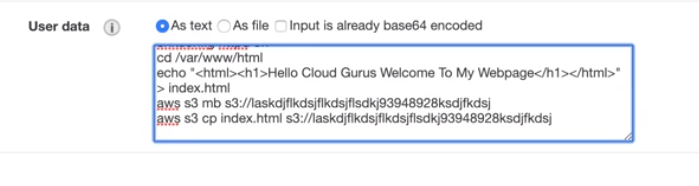 User data
As text As file Input is already base64 encoded
cd /var/www/html
echo "<html><h1>Hello Cloud Gurus Welcome To My Webpage</h1></html>"
> index.html
aws s3 mb s3://laskdjflkdsjflkdsjflsdkj93948928ksdjfkdsj
aws s3 cp index.html s3://laskdjflkdsjflkdsjflsdkj93948928ksdjfkdsj